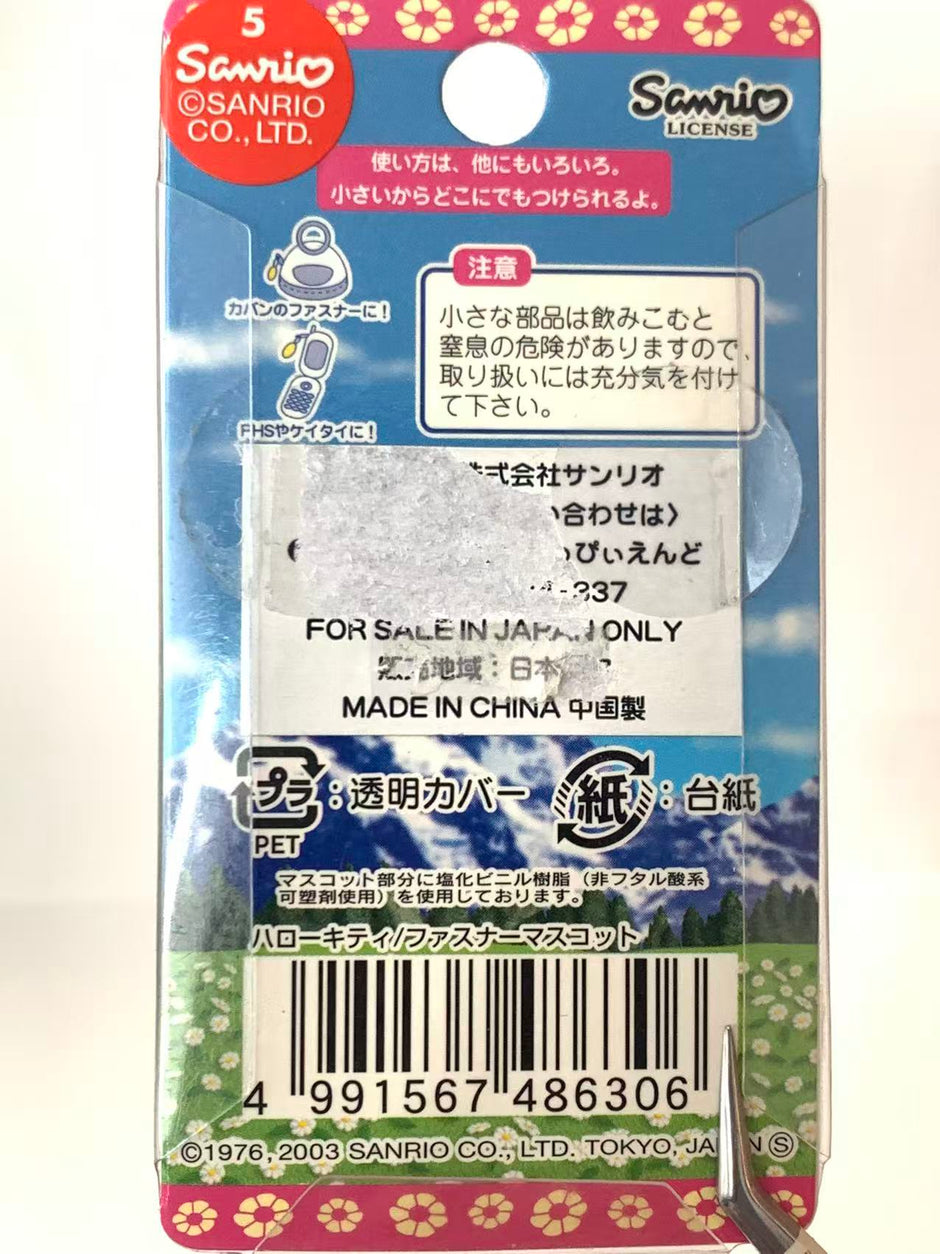 5
Sanrio
©SANRIO
CO., LTD.
Sanrio
LICENSE
使い方は、他にもいろいろ。
小さいからどこにでもつけられるよ。
カバンのファスナーに!
PHSやケイタイに!
注意
小さな部品は飲みこむと
窒息の危険がありますので、
取り扱いには充分気を付け
て下さい。
式会社サンリオ
い合わせは〉
ぴぃえんど
-337
FOR SALE IN JAPAN ONLY
地域：日本
MADE IN CHINA 中国製
プラ：透明カバー
PET
紙：台紙
マスコット部分に塩化ビニル樹脂（非フタル酸系
可塑剤使用）を使用しております。
ハローキティ/ファスナーマスコット
4 991567 486306
©1976, 2003 SANRIO CO., LTD. TOKYO, JAPAN Ⓢ